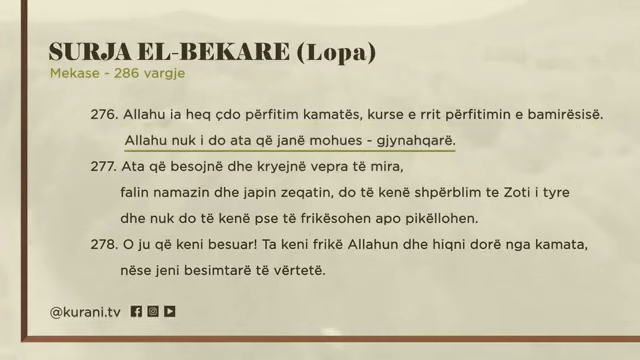 SURJA EL-BEKARE (Lopa)
Mekase - 286 vargje
276. Allahu ia heq çdo përfitim kamatës, kurse e rrit përfitimin e bamirësisë.
Allahu nuk i do ata që janë mohues - gjynahqarë.
277. Ata që besojnë dhe kryejnë vepra të mira,
falin namazin dhe japin zeqatin, do të kenë shpërblim te Zoti i tyre
dhe nuk do të kenë pse të frikësohen apo pikëllohen.
278. O ju që keni besuar! Ta keni frikë Allahun dhe hiqni dorë nga kamata,
nëse jeni besimtarë të vërtetë.
@kurani.tv